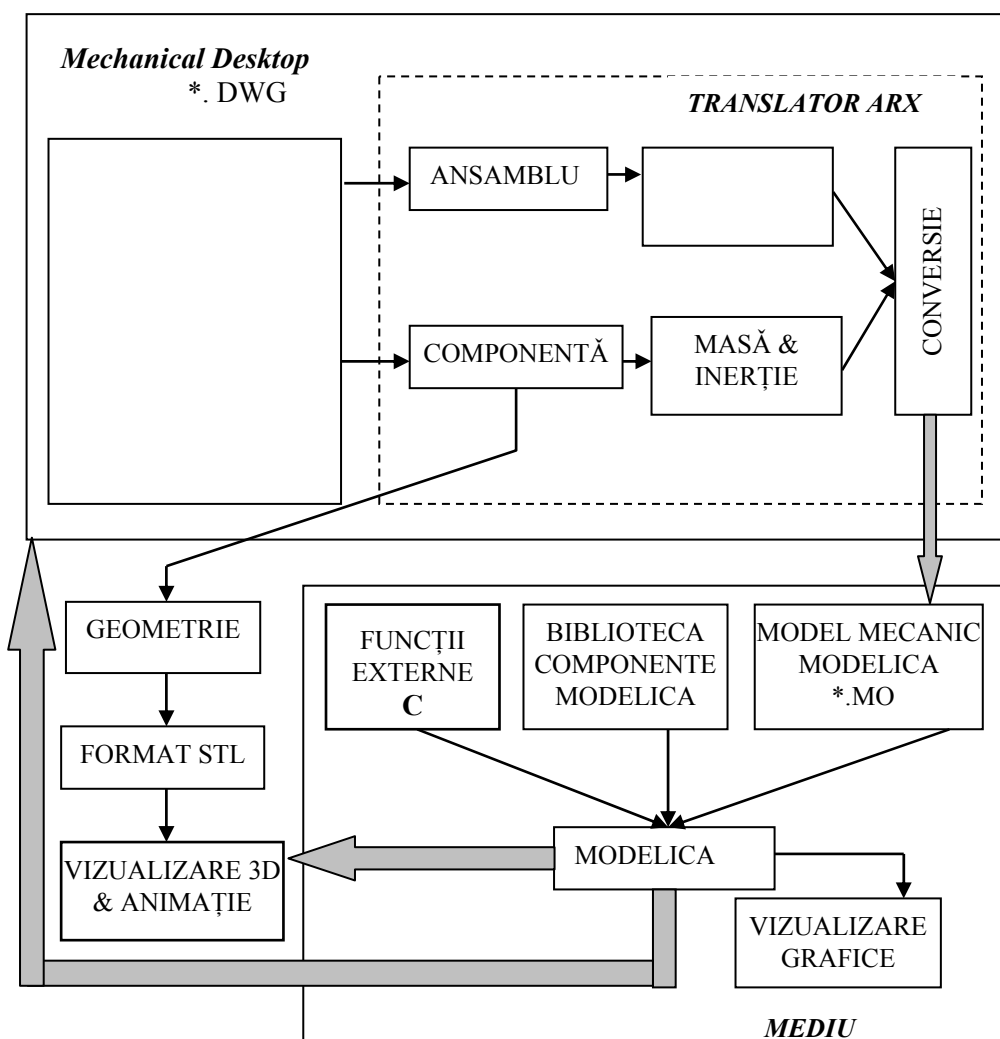 Mechanical Desktop
*. DWG
TRANSLATOR ARX
ANSAMBLU
CONVERSIE
COMPONENTĂ
MASĂ &
INERȚIE
GEOMETRIE
FUNCȚII
EXTERNE
C
BIBLIOTECA
COMPONENTE
MODELICA
MODEL MECANIC
MODELICA
*.MO
FORMAT STL
VIZUALIZARE 3D
& ANIMAȚIE
MODELICA
VIZUALIZARE
GRAFICE
MEDIU